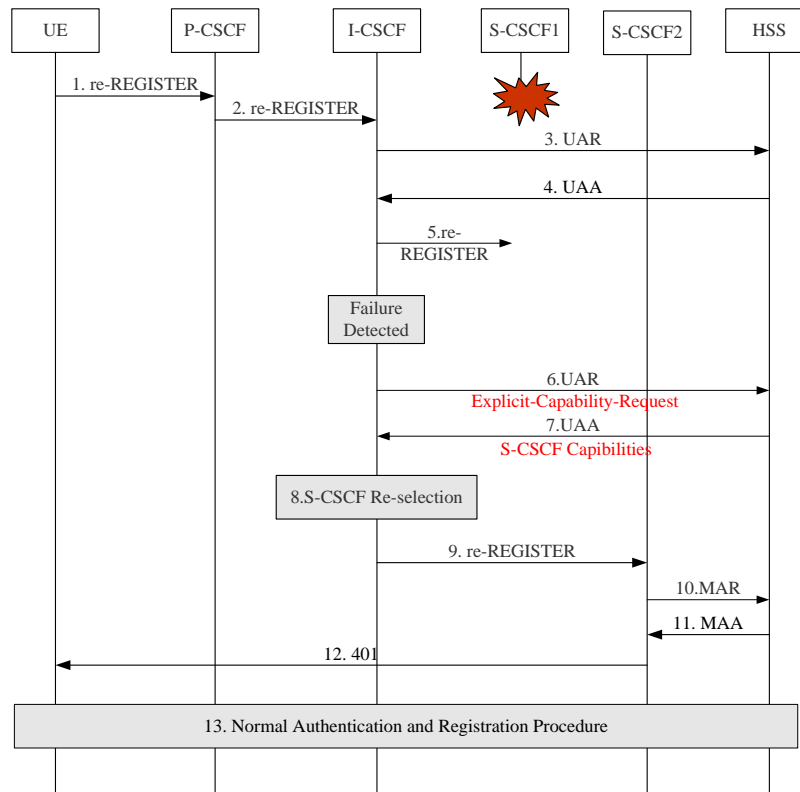 UE
P-CSCF
I-CSCF
S-CSCF1
S-CSCF2
HSS
1. re-REGISTER
2. re-REGISTER
3. UAR
4. UAA
5.re-
REGISTER
Failure
Detected
6.UAR
Explicit-Capability-Request
7.UAA
S-CSCF Capibilities
8.S-CSCF Re-selection
9. re-REGISTER
10.MAR
11. MAA
12. 401
13. Normal Authentication and Registration Procedure